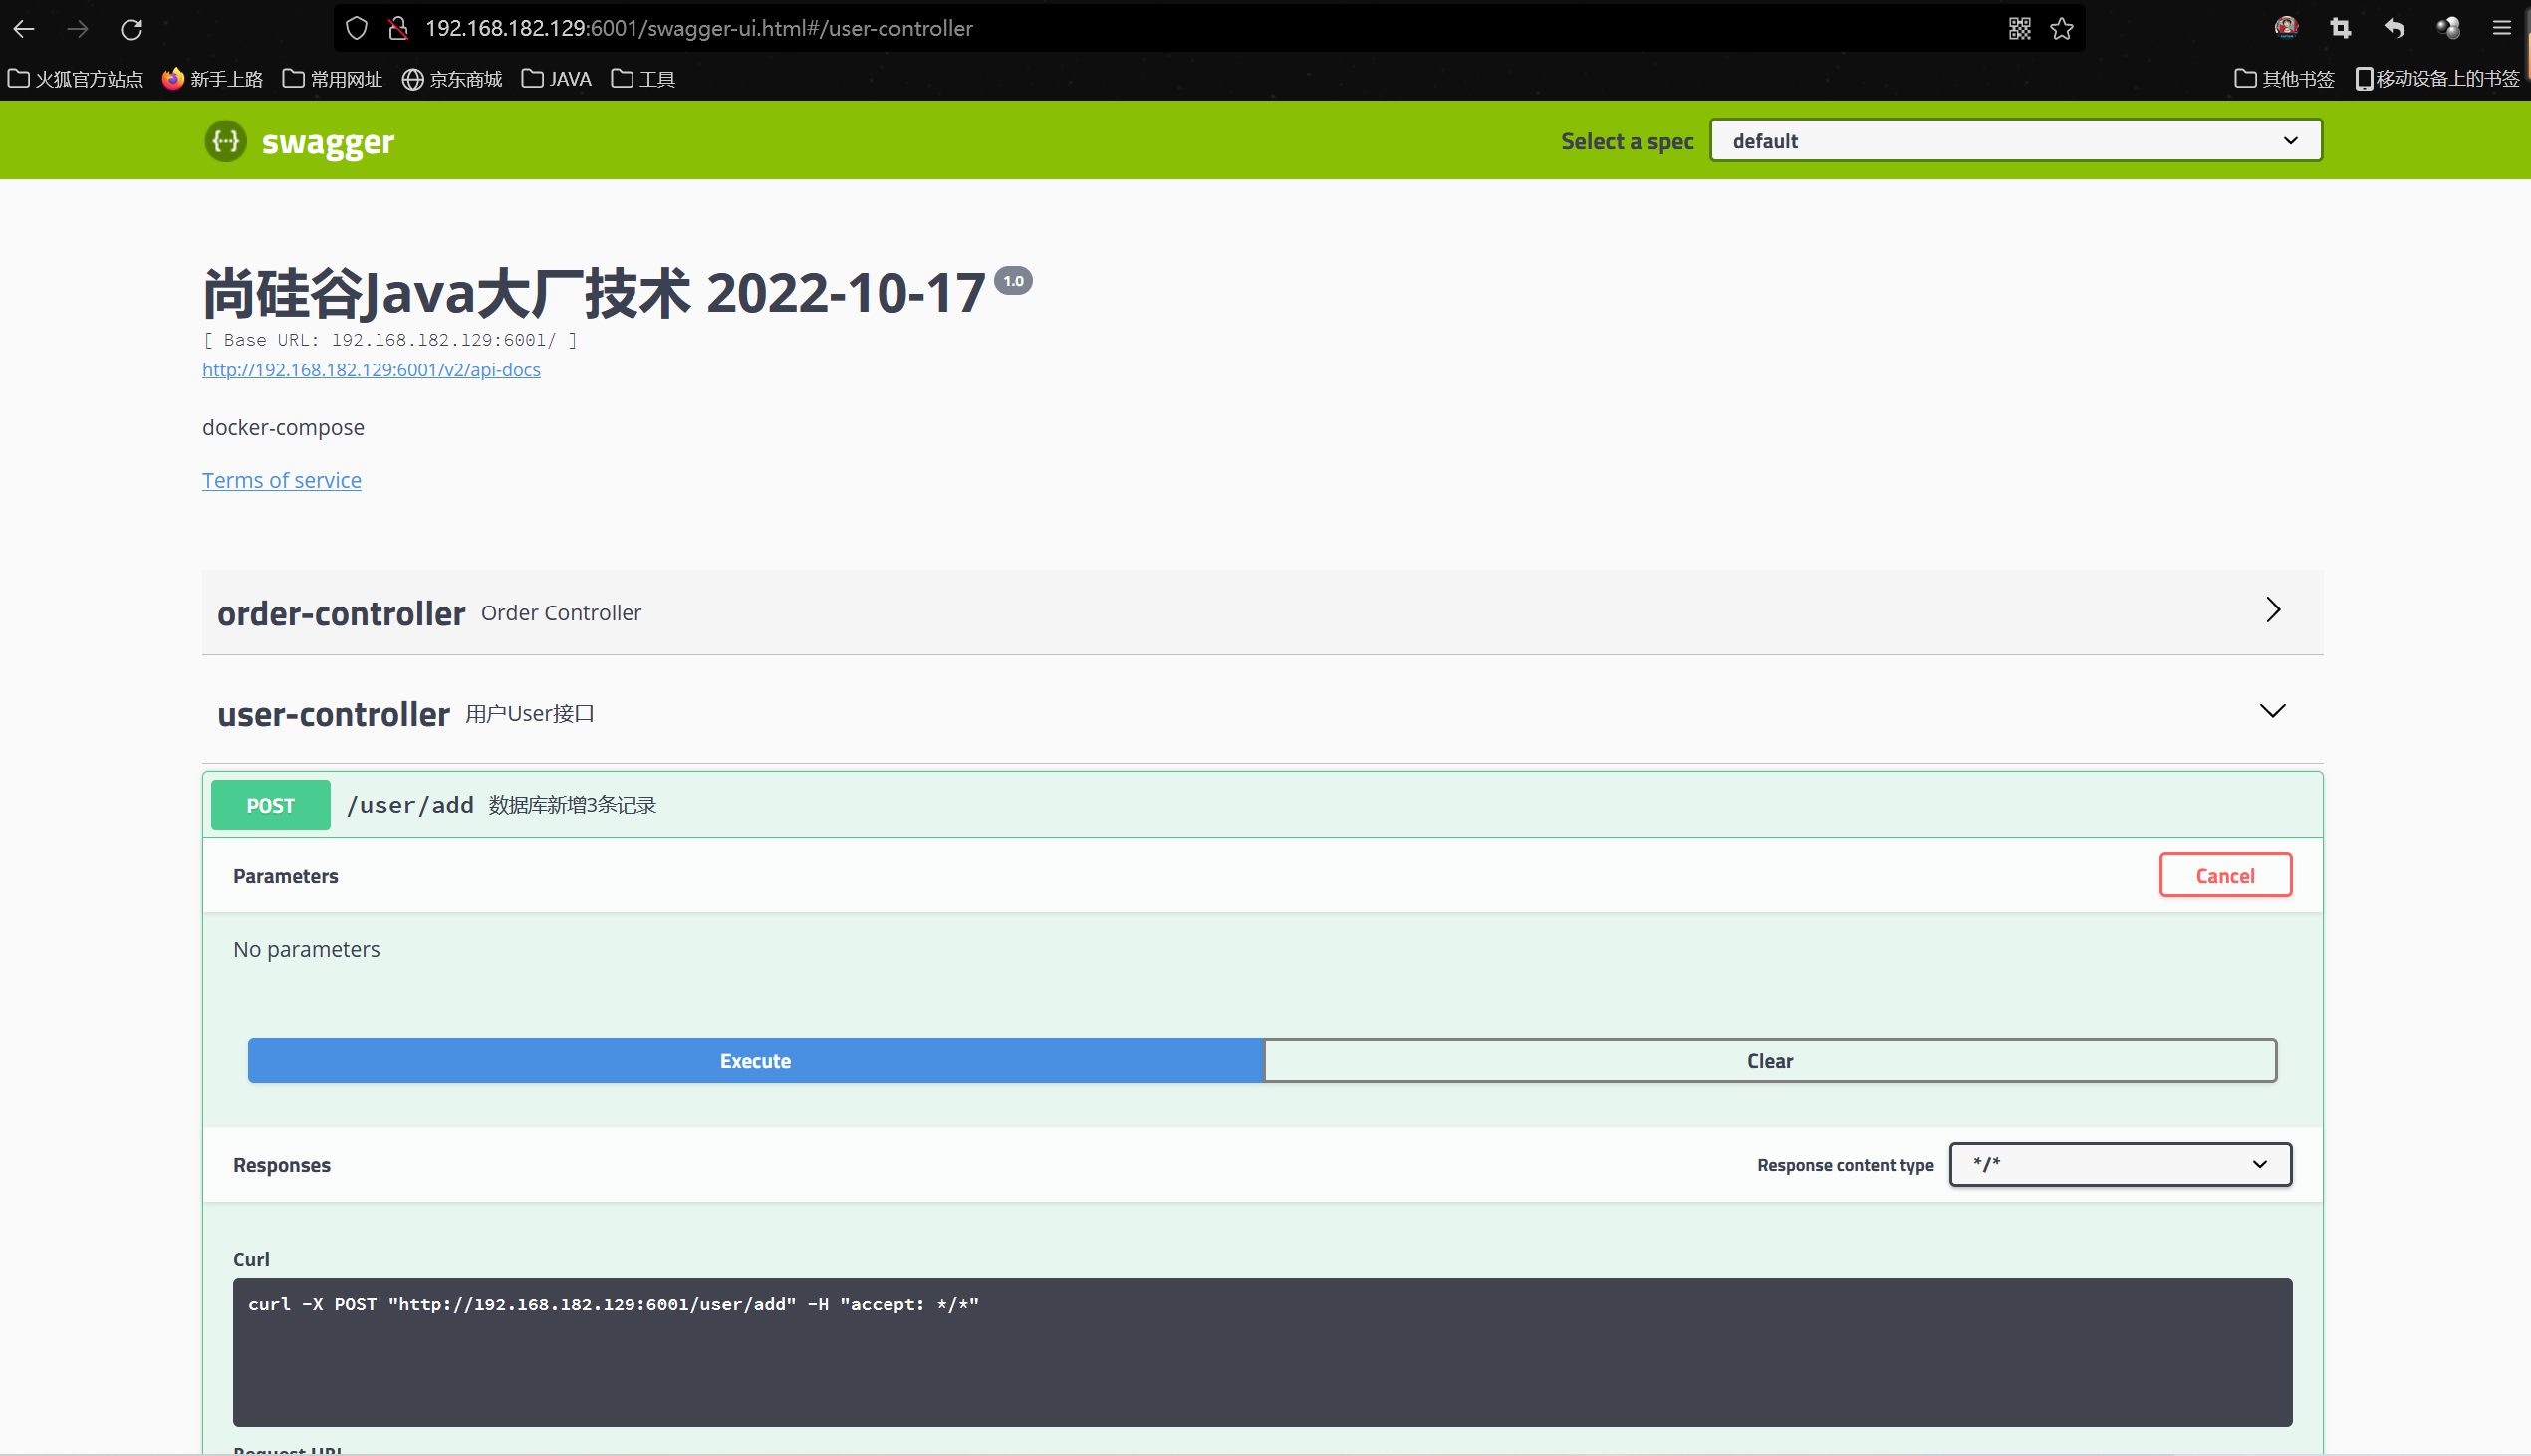 192.168.182.129:6001/swagger-ui.html#/user-controller
火狐官方站点 新手上路 常用网址 京东商城 JAVA 工具 其他书签 移动设备上的书签
{...} swagger Select a spec default
尚硅谷Java大厂技术 2022-10-17 1.0
[ Base URL: 192.168.182.129:6001/ ]
http://192.168.182.129:6001/v2/api-docs
docker-compose
Terms of service
order-controller Order Controller
user-controller 用户User接口
POST /user/add 数据库新增3条记录
Parameters Cancel
No parameters
Execute Clear
Responses Response content type */*
Curl
curl -X POST "http://192.168.182.129:6001/user/add" -H "accept: */*"
Request URL